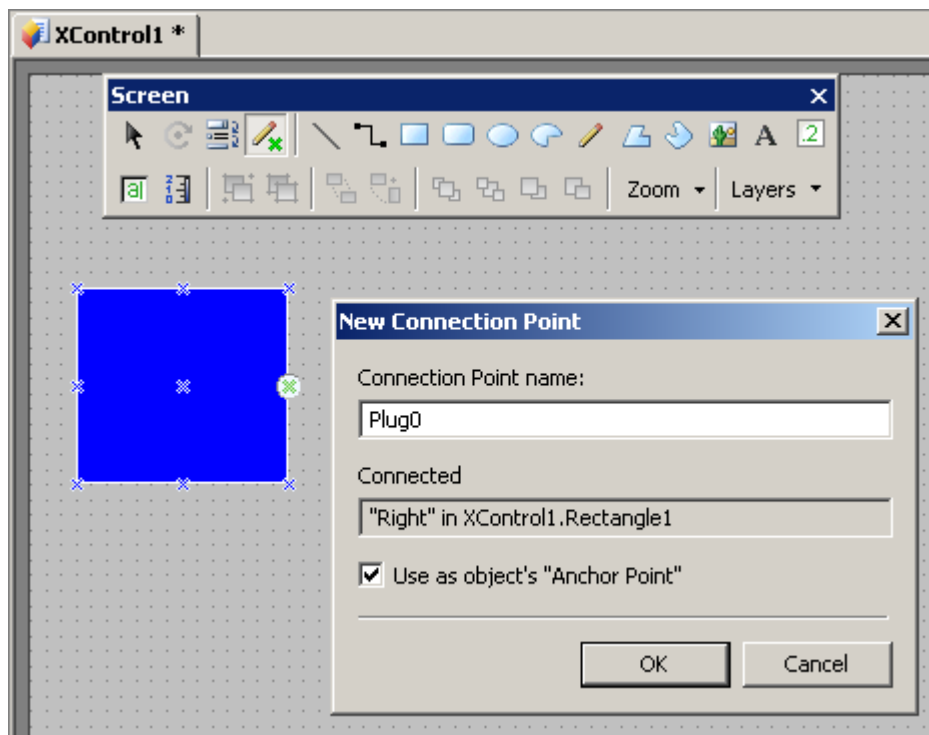 XControl1 *
Screen
A .2
a 210 Zoom Layers
New Connection Point
Connection Point name:
Plug0
Connected
"Right" in XControl1.Rectangle1
Use as object's "Anchor Point"
OK Cancel